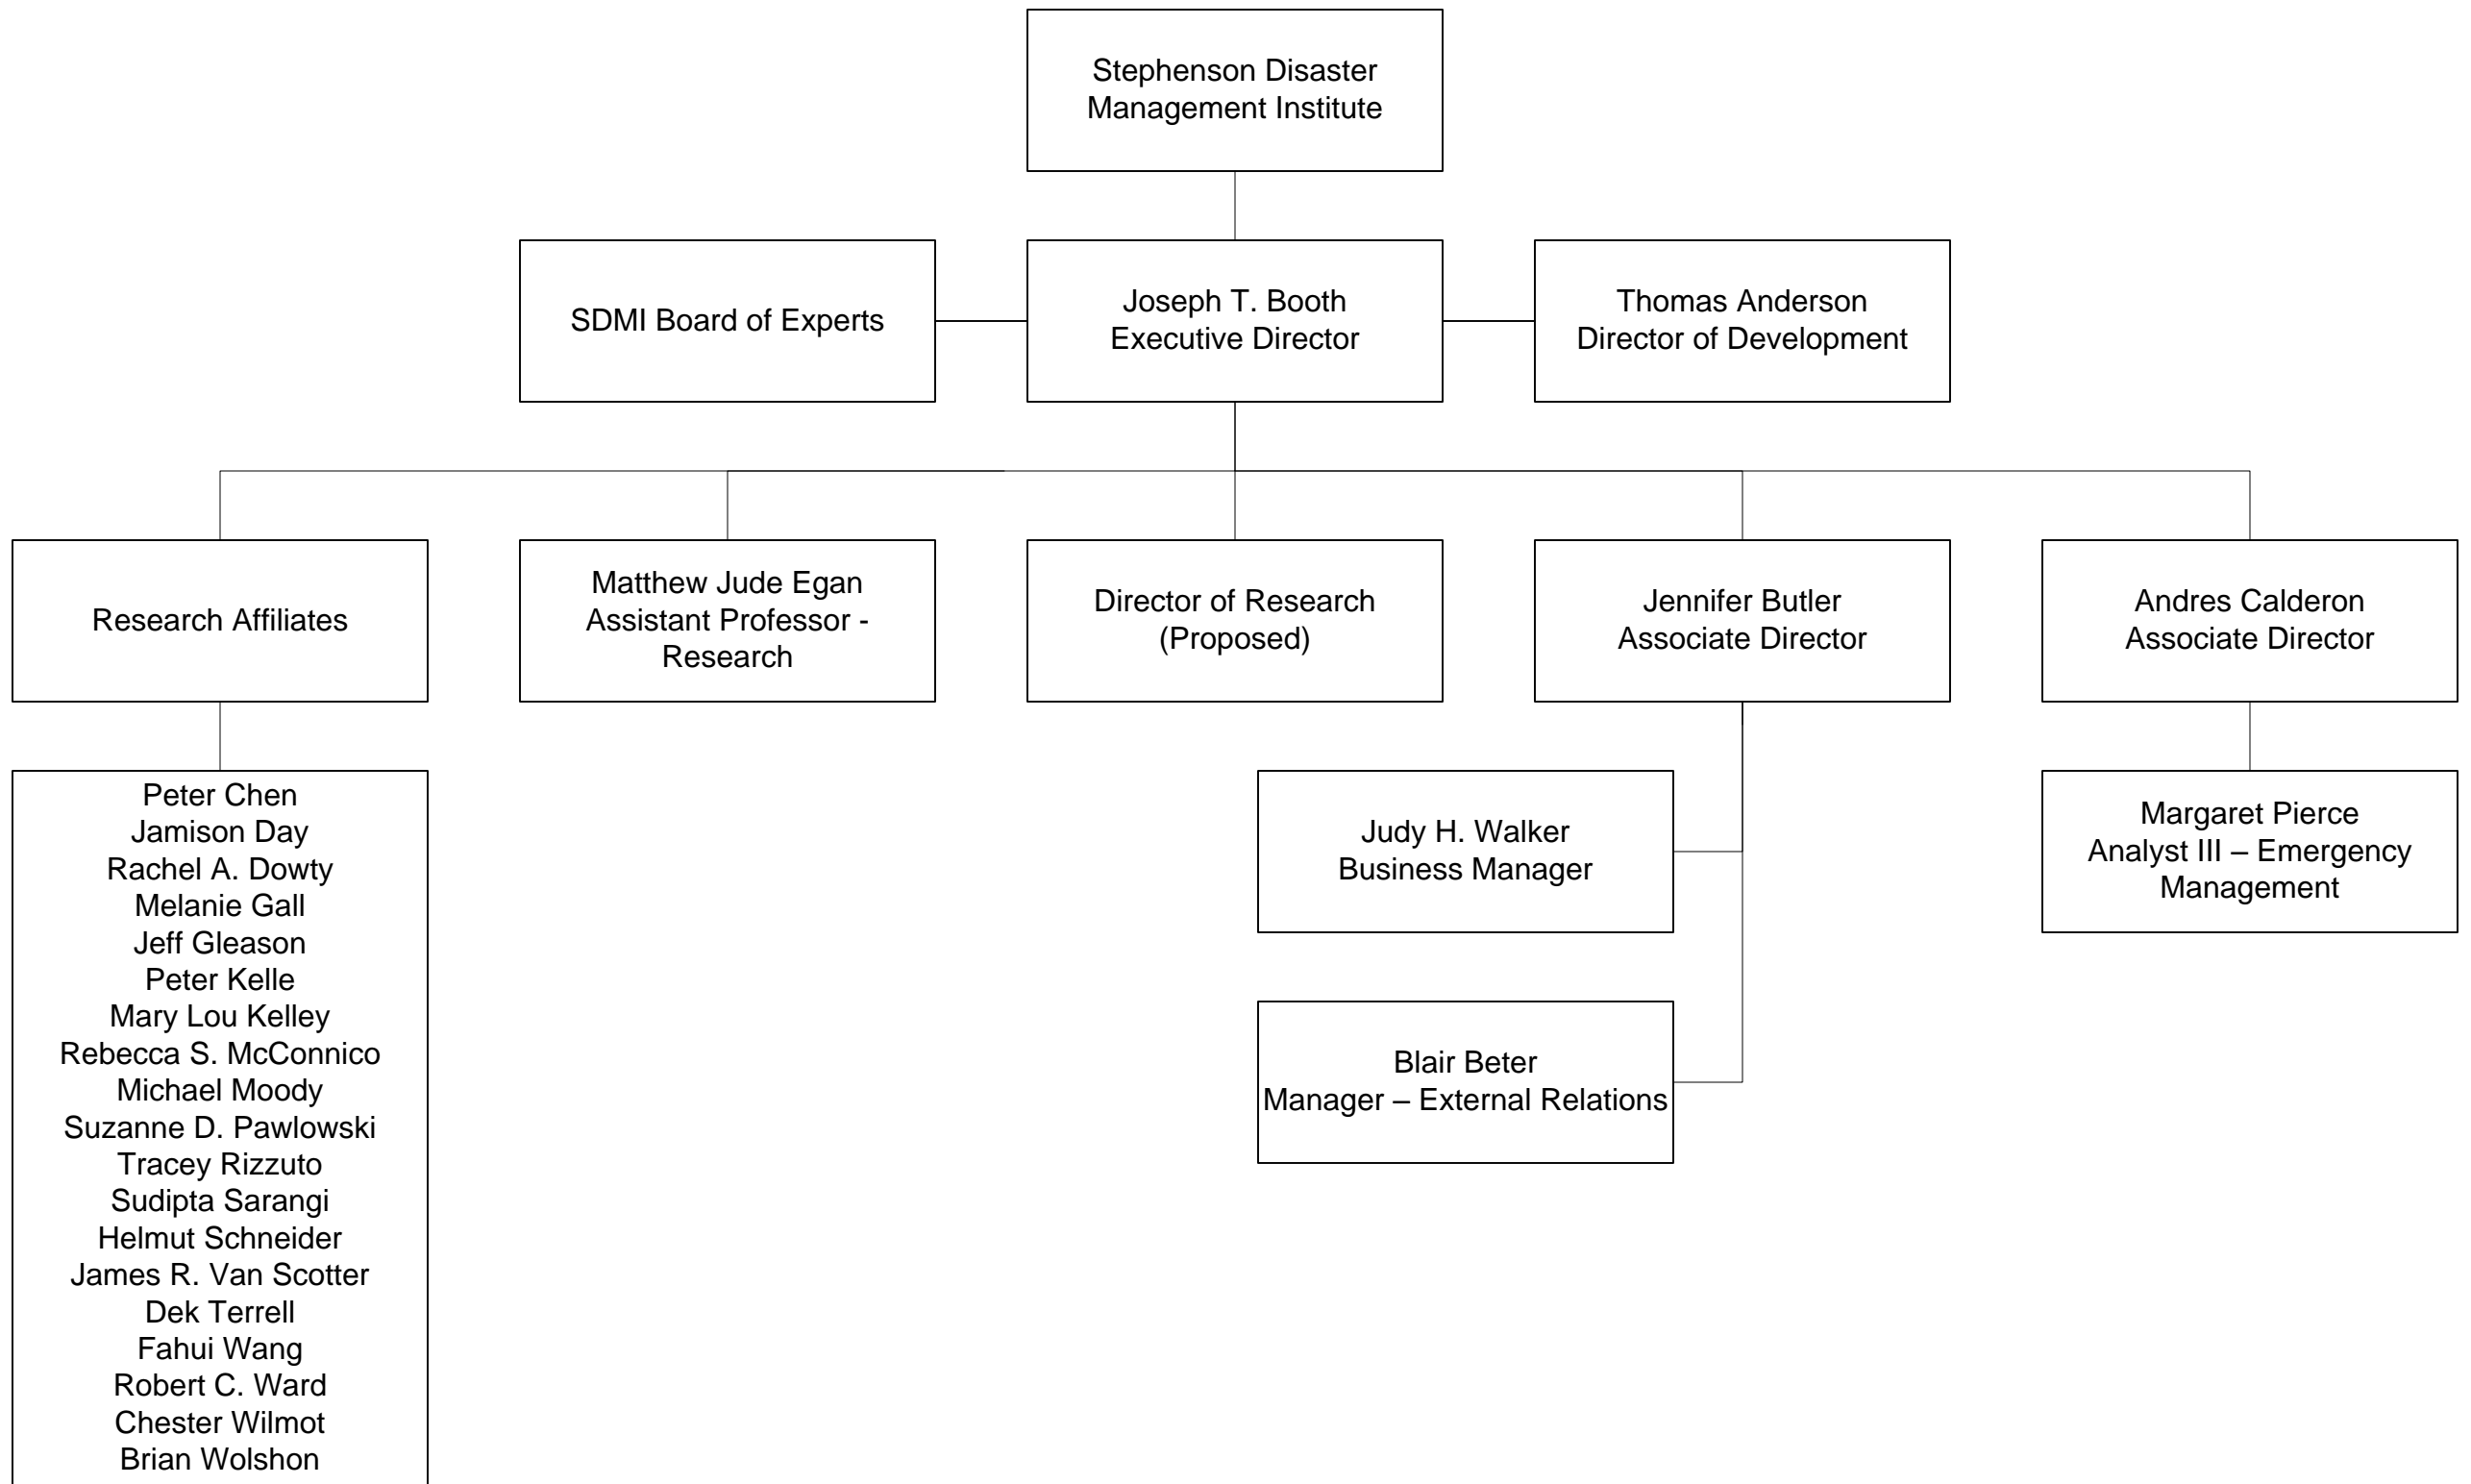 Stephenson Disaster
Management Institute
SDMI Board of Experts
Joseph T. Booth
Executive Director
Thomas Anderson
Director of Development
Research Affiliates
Matthew Jude Egan
Assistant Professor -
Research
Director of Research
(Proposed)
Jennifer Butler
Associate Director
Andres Calderon
Associate Director
Peter Chen
Jamison Day
Rachel A. Dowty
Melanie Gall
Jeff Gleason
Peter Kelle
Mary Lou Kelley
Rebecca S. McConnico
Michael Moody
Suzanne D. Pawlowski
Tracey Rizzuto
Sudipta Sarangi
Helmut Schneider
James R. Van Scotter
Dek Terrell
Fahui Wang
Robert C. Ward
Chester Wilmot
Brian Wolshon
Judy H. Walker
Business Manager
Blair Beter
Manager – External Relations
Margaret Pierce
Analyst III – Emergency
Management